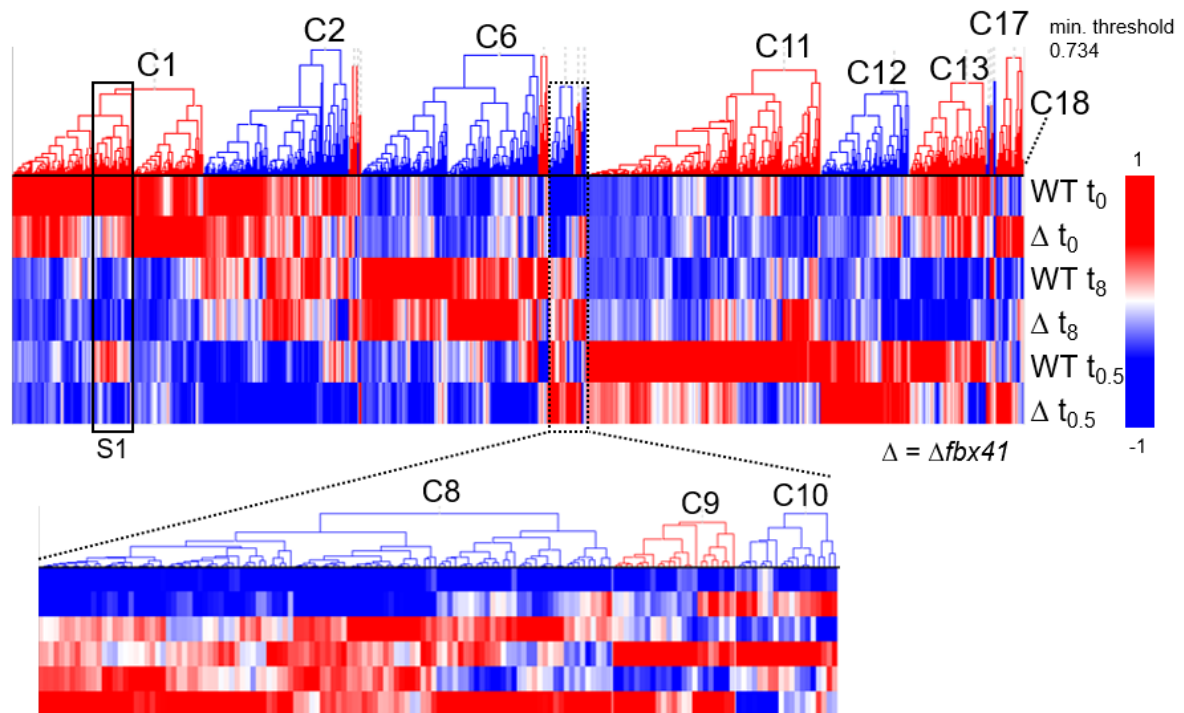 C1
C2
C6
C11
C12
C13
C17
min. threshold
0.734
C18
WT t0
Δ t0
WT t8
Δ t8
WT t0.5
Δ t0.5
1
-1
S1
Δ = Δfbx41
C8
C9
C10